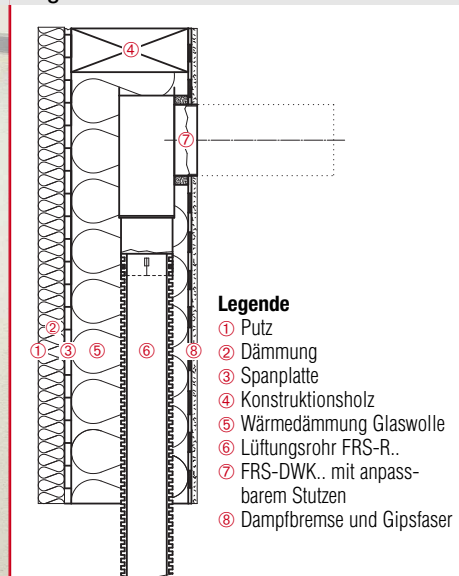 ④
⑦
②
① ③ ⑤ ⑥ ⑧
Legende
① Putz
② Dämmung
③ Spanplatte
④ Konstruktionsholz
⑤ Wärmedämmung Glaswolle
⑥ Lüftungsrohr FRS-R..
⑦ FRS-DWK.. mit anpass-
barem Stutzen
⑧ Dampfbremse und Gipsfaser